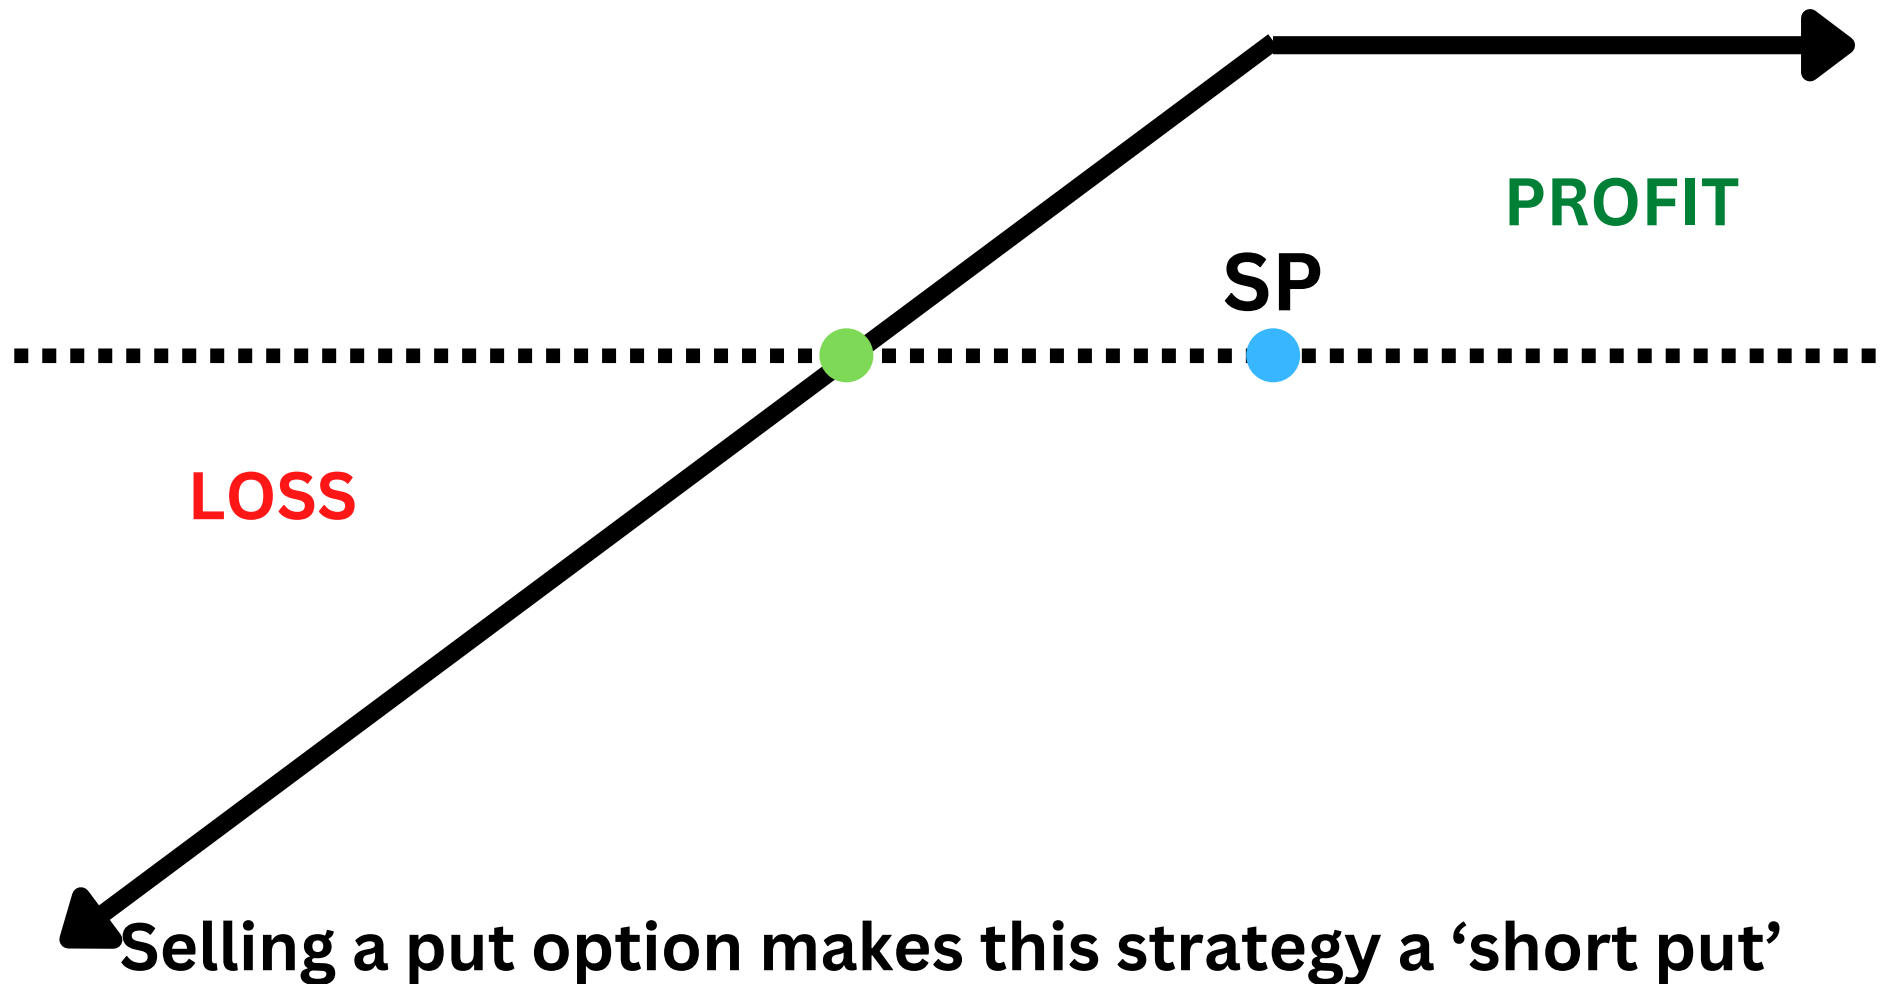 PROFIT
SP
LOSS
Selling a put option makes this strategy a ‘short put’